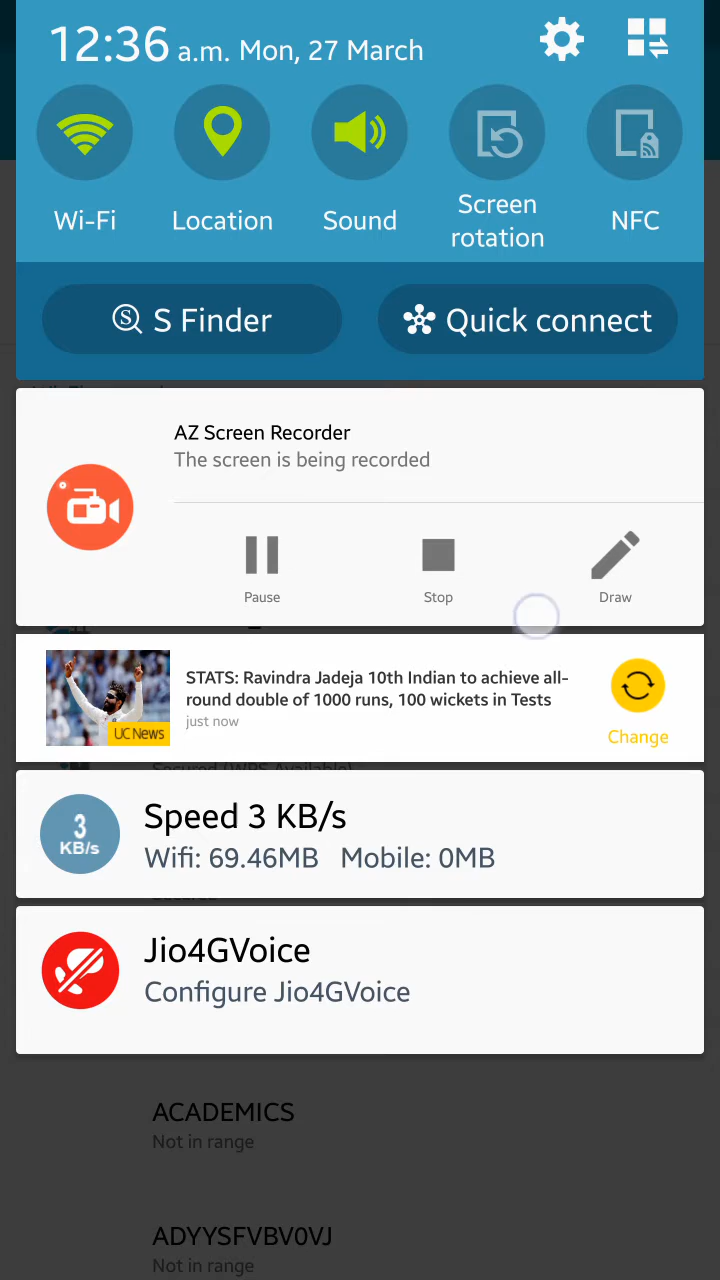 12:36 a.m. Mon, 27 March
Wi-Fi
Location
Sound
Screen
rotation
NFC
S Finder
Quick connect
AZ Screen Recorder
The screen is being recorded
Pause
Stop
Draw
STATS: Ravindra Jadeja 10th Indian to achieve all-
round double of 1000 runs, 100 wickets in Tests
just now
UC News
Change
Secured (WPS Available)
3
KB/s
Speed 3 KB/s
Wifi: 69.46MB Mobile: 0MB
Jio4GVoice
Configure Jio4GVoice
ACADEMICS
Not in range
ADYYSFVBV0VJ
Not in range